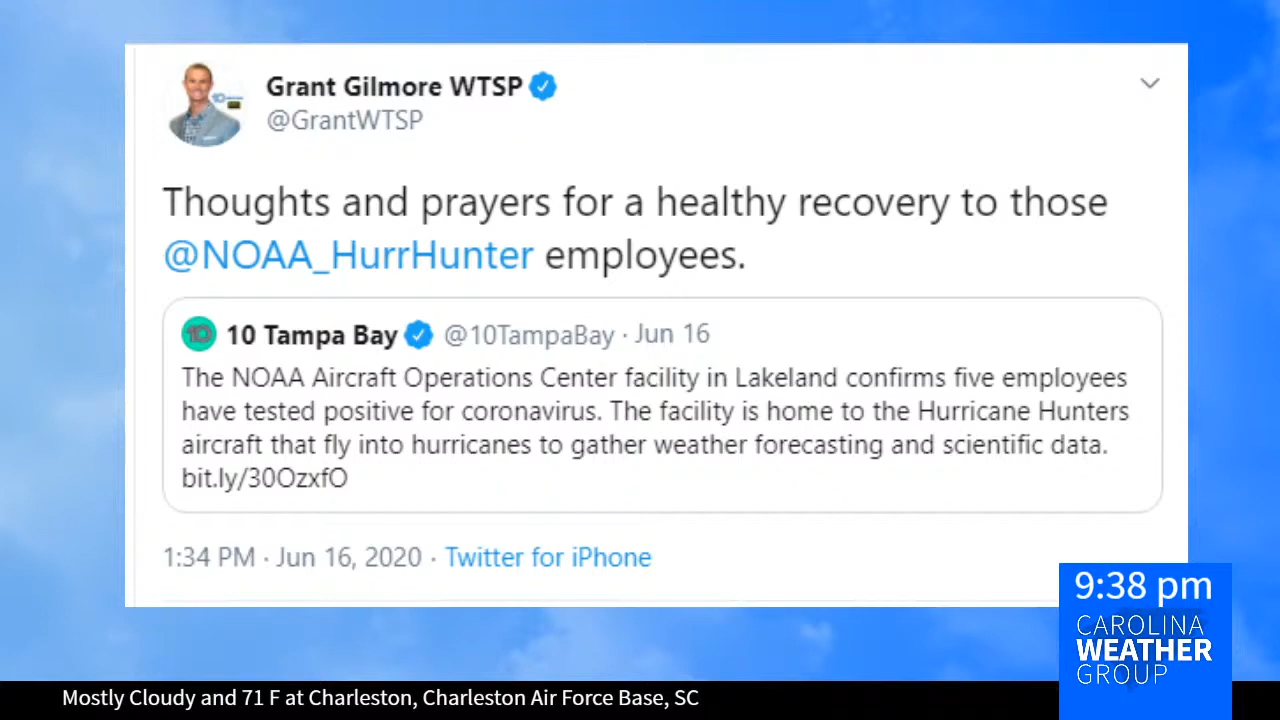 Grant Gilmore WTSP
@GrantWTSP
Thoughts and prayers for a healthy recovery to those
@NOAA_HurrHunter employees.
10 Tampa Bay @10TampaBay · Jun 16
The NOAA Aircraft Operations Center facility in Lakeland confirms five employees
have tested positive for coronavirus. The facility is home to the Hurricane Hunters
aircraft that fly into hurricanes to gather weather forecasting and scientific data.
bit.ly/30OzxfO
1:34 PM · Jun 16, 2020 · Twitter for iPhone
9:38 pm
CAROLINA
WEATHER
GROUP
Mostly Cloudy and 71 F at Charleston, Charleston Air Force Base, SC